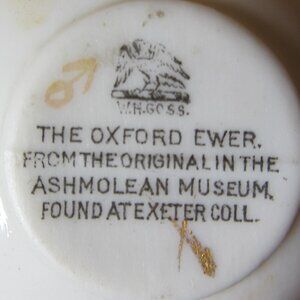 W.H.GOSS.
THE OXFORD EWER.
FROM THE ORIGINAL IN THE
ASHMOLEAN MUSEUM.
FOUND AT EXETER COLL.